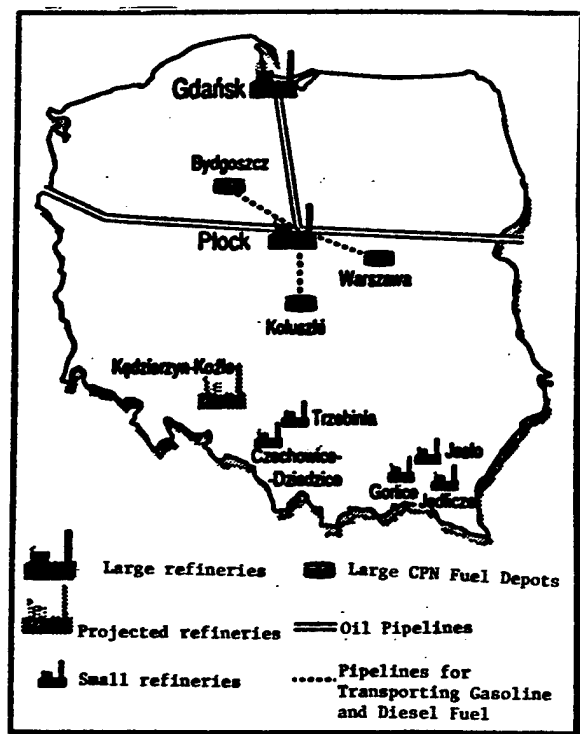 Gdańsk
Bydgoszcz
Płock
Warszawa
Koluszki
Kędzierzyn-Koźle
Trzebinia
Czechowice-
-Dziedzice
Jasło
Gorlice
Jedlicze
Large refineries
Large CPN Fuel Depots
Projected refineries
Oil Pipelines
Small refineries
Pipelines for
Transporting Gasoline
and Diesel Fuel